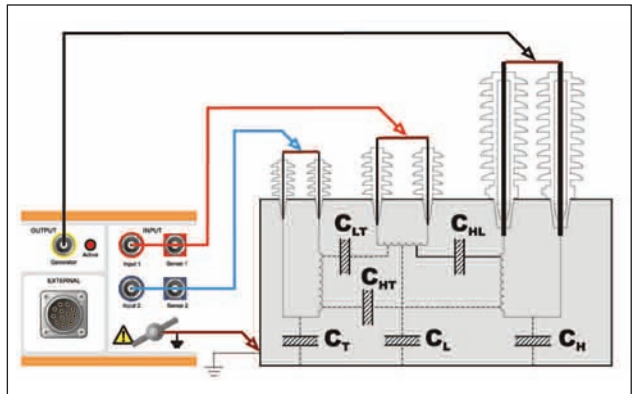 OUTPUT
INPUT
Generator
Active
Input 1
Sense 1
EXTERNAL
Input 2
Sense 2
CLT
CHL
CHT
CT
CL
CH